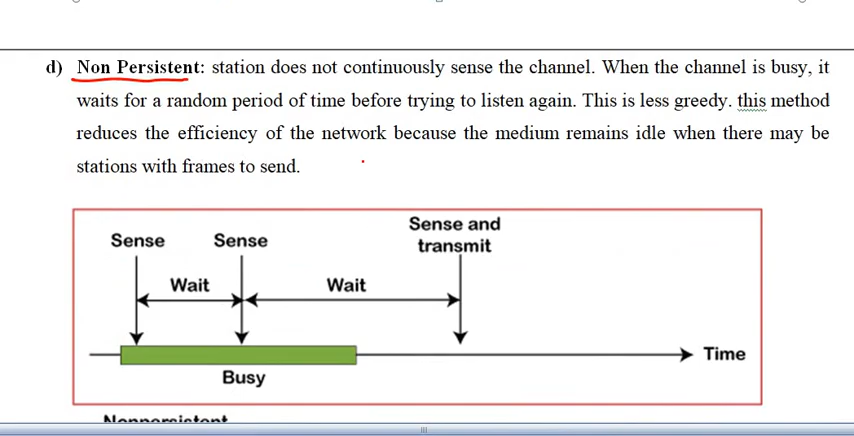 d) Non Persistent: station does not continuously sense the channel. When the channel is busy, it
waits for a random period of time before trying to listen again. This is less greedy. this method
reduces the efficiency of the network because the medium remains idle when there may be
stations with frames to send.
Sense and
transmit
Sense
Sense
Wait
Wait
Time
Busy
Nonpersistent